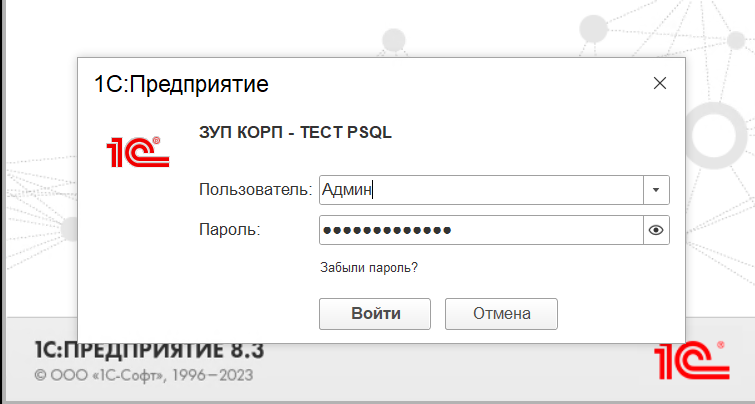 1С:Предприятие
1С®
ЗУП КОРП - ТЕСТ PSQL
Пользователь: Админ
Пароль: •••••••••••••
Забыли пароль?
Войти Отмена
1С:ПРЕДПРИЯТИЕ 8.3
© ООО «1С-Софт», 1996–2023
1С®